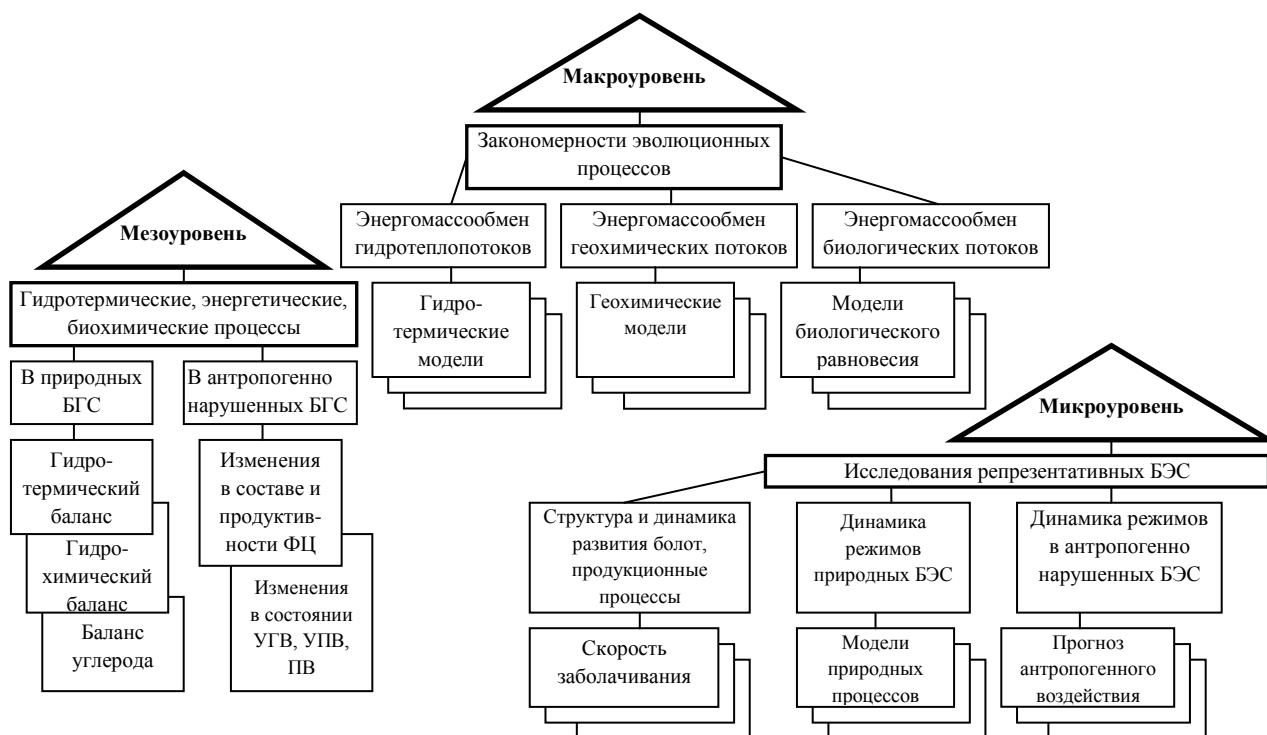 Макроуровень
Закономерности эволюционных
процессов
Энергомассообмен
гидротеплопотоков
Энергомассообмен
геохимических потоков
Энергомассообмен
биологических потоков
Гидро-
термические
модели
Геохимические
модели
Модели
биологического
равновесия
Мезоуровень
Гидротермические, энергетические,
биохимические процессы
В природных
БГС
В антропогенно
нарушенных БГС
Гидро-
термический
баланс
Гидро-
химический
баланс
Баланс
углерода
Изменения
в составе и
продуктив-
ности ФЦ
Изменения
в состоянии
УГВ, УПВ,
ПВ
Микроуровень
Исследования репрезентативных БЭС
Структура и динамика
развития болот,
продукционные
процессы
Динамика
режимов
природных БЭС
Динамика режимов
в антропогенно
нарушенных БЭС
Скорость
заболачивания
Модели
природных
процессов
Прогноз
антропогенного
воздействия